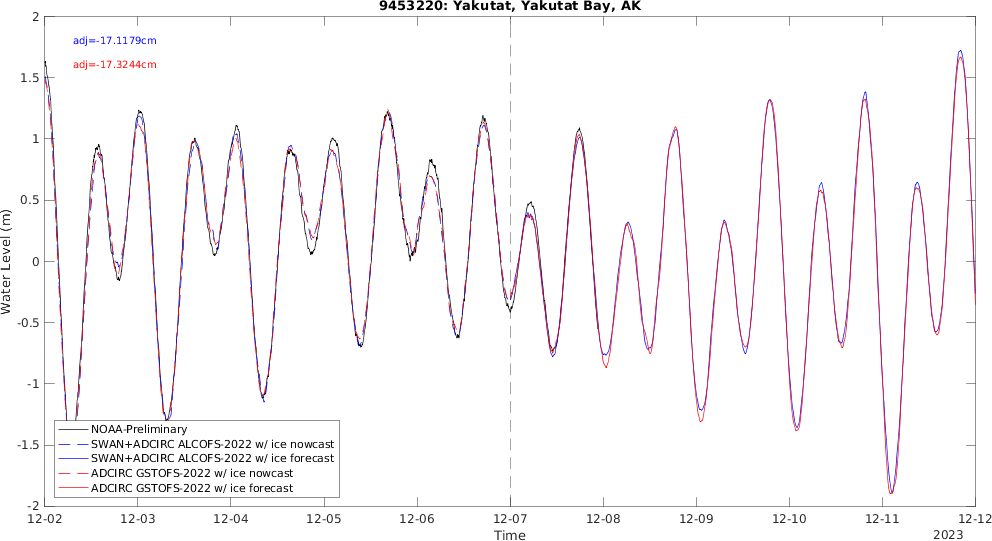 9453220: Yakutat, Yakutat Bay, AK
2
1.5
1
0.5
0
-0.5
-1
-1.5
-2
Water Level (m)
adj=-17.1179cm
adj=-17.3244cm
NOAA-Preliminary
SWAN+ADCIRC ALCOFS-2022 w/ ice nowcast
SWAN+ADCIRC ALCOFS-2022 w/ ice forecast
ADCIRC GSTOFS-2022 w/ ice nowcast
ADCIRC GSTOFS-2022 w/ ice forecast
12-02 12-03 12-04 12-05 12-06 12-07 12-08 12-09 12-10 12-11 12-12
Time
2023